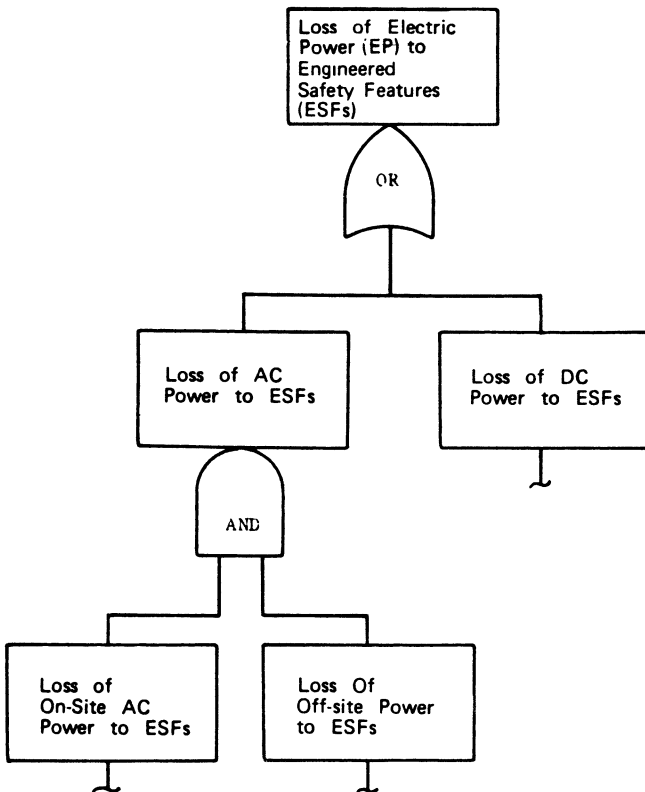 Loss of Electric
Power (EP) to
Engineered
Safety Features
(ESFs)
OR
Loss of AC
Power to ESFs
Loss of DC
Power to ESFs
AND
Loss of
On-Site AC
Power to ESFs
Loss Of
Off-site Power
to ESFs